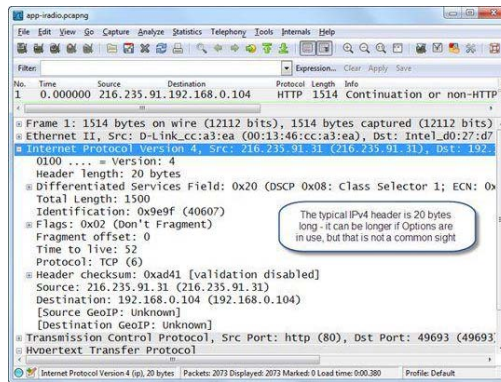 app-iradio.pcapng
File Edit View Go Capture Analyze Statistics Telephony Tools Internals Help
Filter: Expression... Clear Apply Save
No. Time Source Destination Protocol Length Info
1 0.000000 216.235.91.192.168.0.104 HTTP 1514 Continuation or non-HTTP
Frame 1: 1514 bytes on wire (12112 bits), 1514 bytes captured (12112 bits)
Ethernet II, Src: D-Link_cc:a3:ea (00:13:46:cc:a3:ea), Dst: Intel_d0:27:d7
Internet Protocol Version 4, Src: 216.235.91.31 (216.235.91.31), Dst: 192.
0100 .... = Version: 4
Header length: 20 bytes
Differentiated Services Field: 0x20 (DSCP 0x08: Class Selector 1; ECN: 0x
Total Length: 1500
Identification: 0x9e9f (40607)
Flags: 0x02 (Don't Fragment)
Fragment offset: 0
Time to live: 52
Protocol: TCP (6)
Header checksum: 0xad41 [validation disabled]
Source: 216.235.91.31 (216.235.91.31)
Destination: 192.168.0.104 (192.168.0.104)
[Source GeoIP: Unknown]
[Destination GeoIP: Unknown]
The typical IPv4 header is 20 bytes
long - it can be longer if Options are
in use, but that is not a common sight
Transmission Control Protocol, Src Port: http (80), Dst Port: 49693 (49693
Hypertext Transfer Protocol
Internet Protocol Version 4 (ip), 20 bytes Packets: 2073 Displayed: 2073 Marked: 0 Load time: 0:00.380 Profile: Default